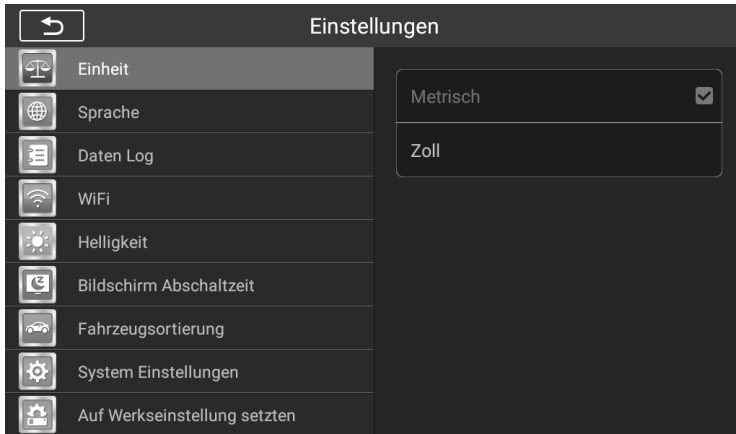 Einstellungen
Einheit
Sprache
Daten Log
WiFi
Helligkeit
Bildschirm Abschaltzeit
Fahrzeugsortierung
System Einstellungen
Auf Werkseinstellung setzten
Metrisch
Zoll